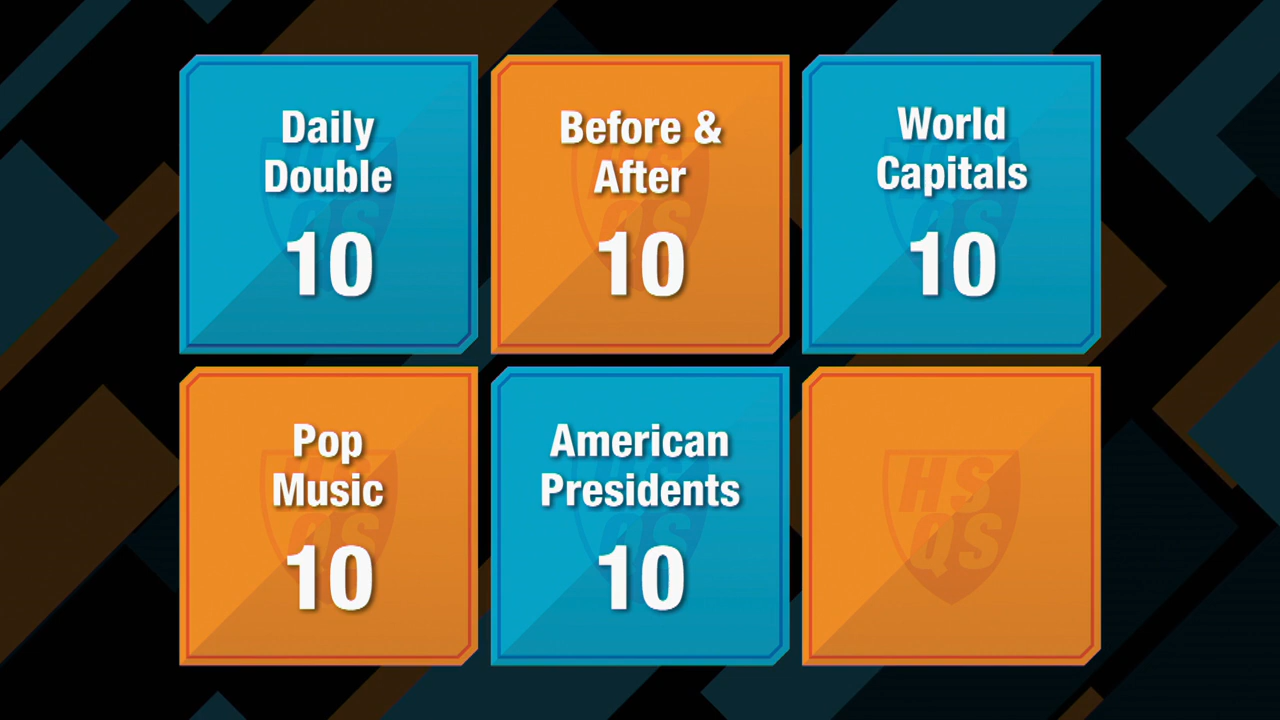 Daily
Double
10
Before &
After
10
World
Capitals
10
Pop
Music
10
American
Presidents
10
HS
QS